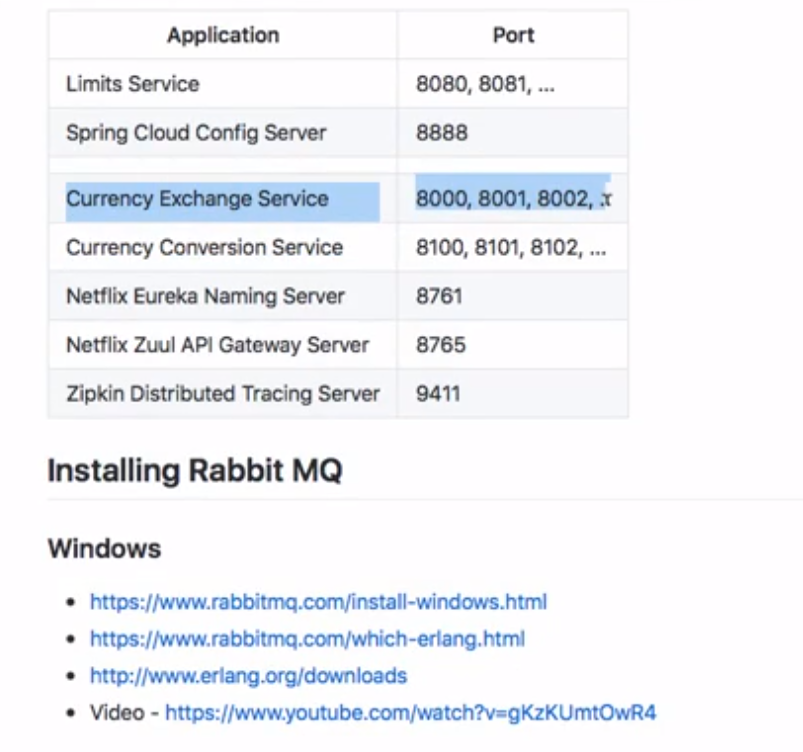 Application Port
Limits Service 8080, 8081, ...
Spring Cloud Config Server 8888
Currency Exchange Service 8000, 8001, 8002, ..
Currency Conversion Service 8100, 8101, 8102, ...
Netflix Eureka Naming Server 8761
Netflix Zuul API Gateway Server 8765
Zipkin Distributed Tracing Server 9411
Installing Rabbit MQ
Windows
• https://www.rabbitmq.com/install-windows.html
• https://www.rabbitmq.com/which-erlang.html
• http://www.erlang.org/downloads
• Video - https://www.youtube.com/watch?v=gKzKUmtOwR4